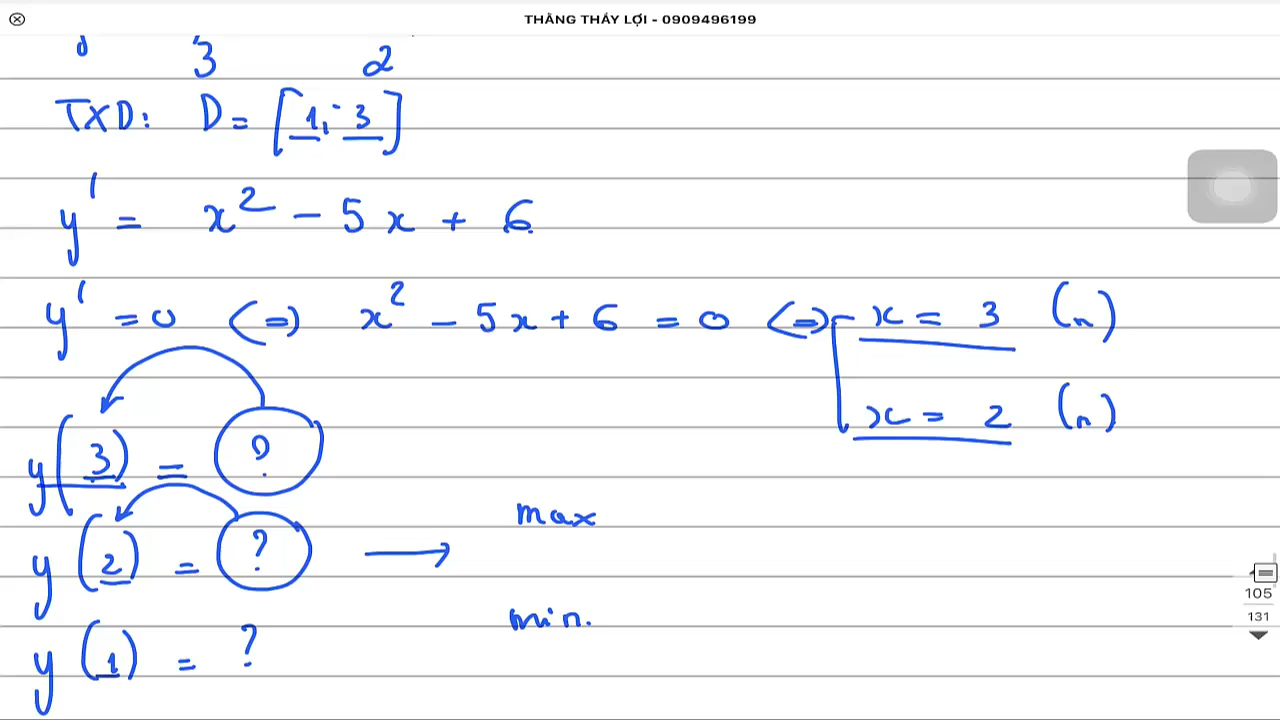 THẮNG THẦY LỢI - 0909496199
3 2
TXD: D = [1; 3]
y' = x² - 5x + 6
y' = 0 <=> x² - 5x + 6 = 0 <=> x = 3 (n)
x = 2 (n)
y(3) = ?
max
y(2) = ? →
min.
y(1) = ?
105
131